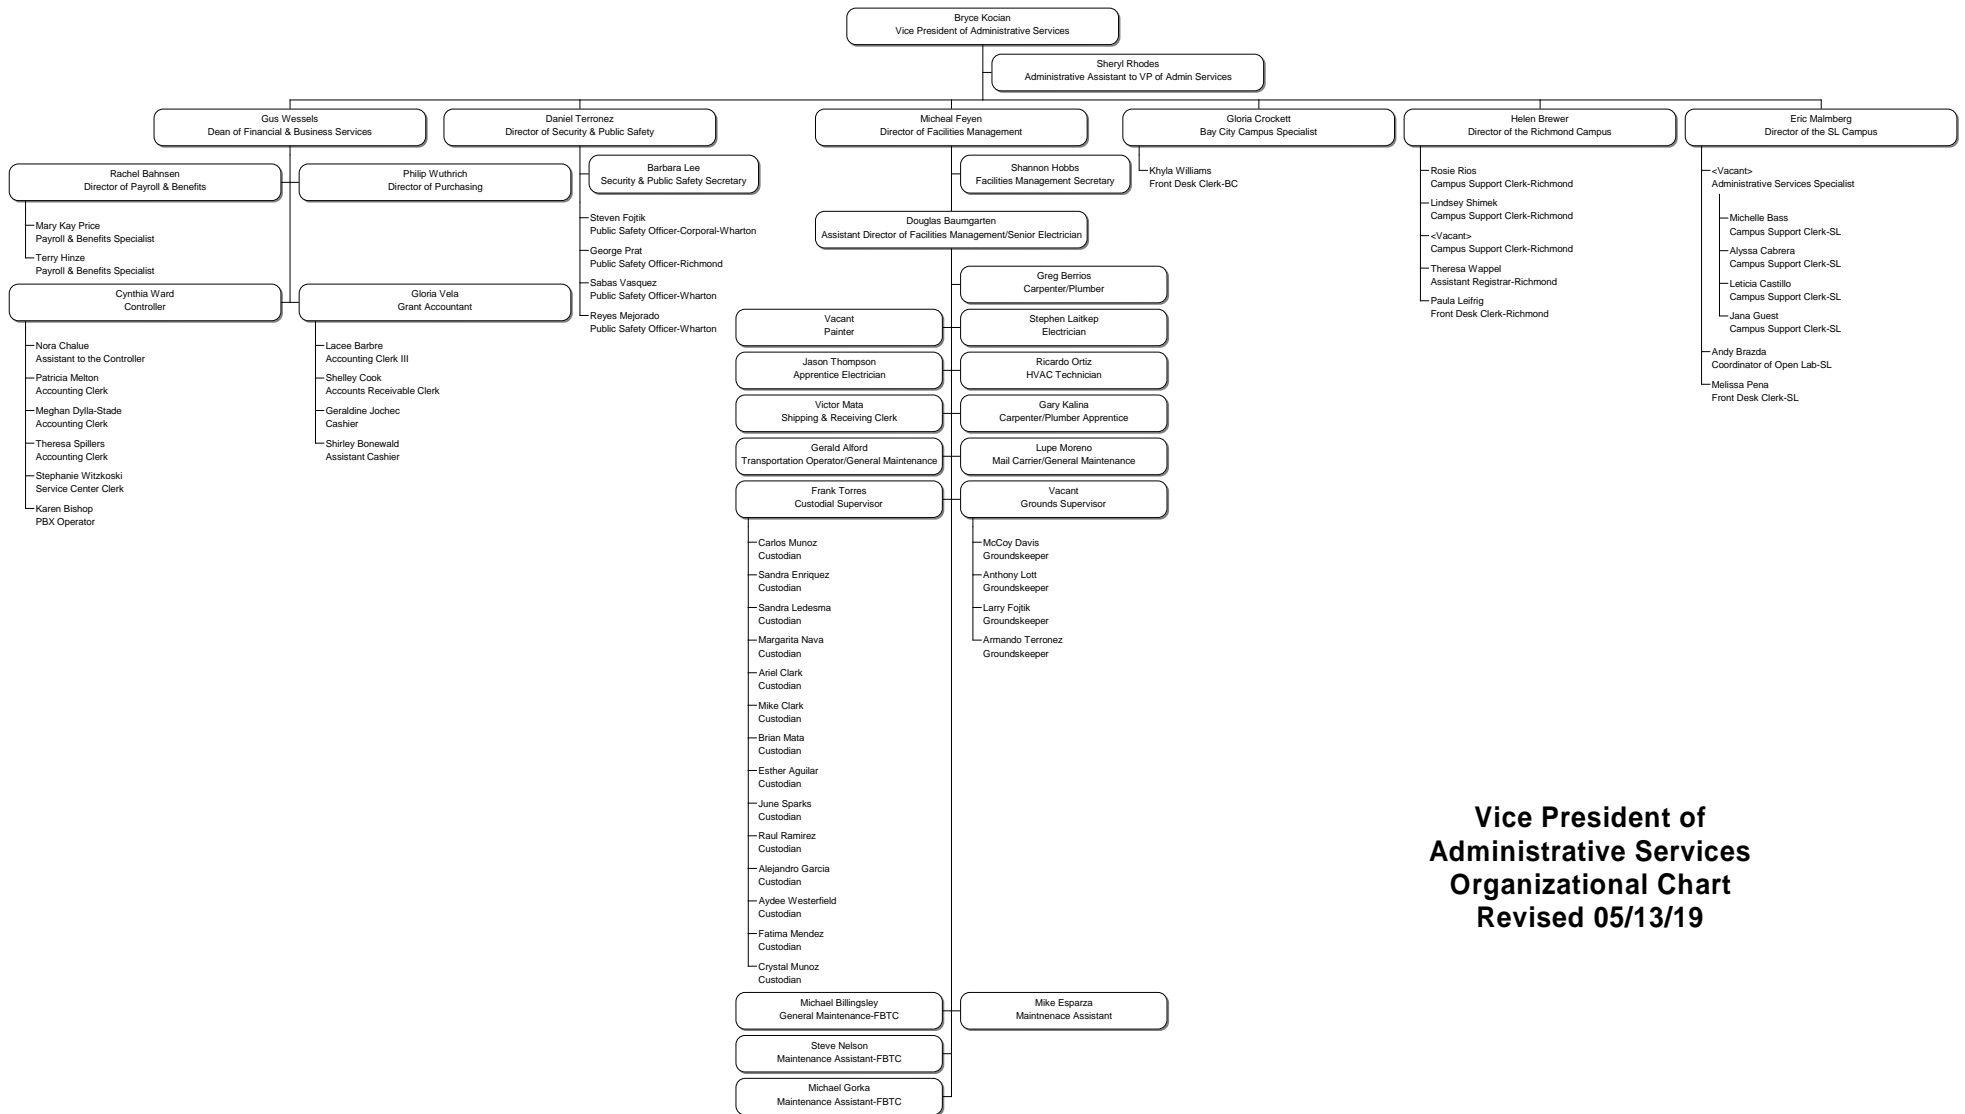 Bryce Kocian
Vice President of Administrative Services
Sheryl Rhodes
Administrative Assistant to VP of Admin Services
Gus Wessels
Dean of Financial & Business Services
Daniel Terronez
Director of Security & Public Safety
Micheal Feyen
Director of Facilities Management
Gloria Crockett
Bay City Campus Specialist
Helen Brewer
Director of the Richmond Campus
Eric Malmberg
Director of the SL Campus
Rachel Bahnsen
Director of Payroll & Benefits
Mary Kay Price
Payroll & Benefits Specialist
Terry Hinze
Payroll & Benefits Specialist
Philip Wuthrich
Director of Purchasing
Cynthia Ward
Controller
Nora Chalue
Assistant to the Controller
Patricia Melton
Accounting Clerk
Meghan Dylla-Stade
Accounting Clerk
Theresa Spillers
Accounting Clerk
Stephanie Witzkoski
Service Center Clerk
Karen Bishop
PBX Operator
Gloria Vela
Grant Accountant
Lacee Barbre
Accounting Clerk III
Shelley Cook
Accounts Receivable Clerk
Geraldine Jochec
Cashier
Shirley Bonewald
Assistant Cashier
Barbara Lee
Security & Public Safety Secretary
Steven Fojtik
Public Safety Officer-Corporal-Wharton
George Prat
Public Safety Officer-Richmond
Sabas Vasquez
Public Safety Officer-Wharton
Reyes Mejorado
Public Safety Officer-Wharton
Shannon Hobbs
Facilities Management Secretary
Douglas Baumgarten
Assistant Director of Facilities Management/Senior Electrician
Greg Berrios
Carpenter/Plumber
Vacant
Painter
Stephen Laitkep
Electrician
Jason Thompson
Apprentice Electrician
Ricardo Ortiz
HVAC Technician
Victor Mata
Shipping & Receiving Clerk
Gary Kalina
Carpenter/Plumber Apprentice
Gerald Alford
Transportation Operator/General Maintenance
Lupe Moreno
Mail Carrier/General Maintenance
Frank Torres
Custodial Supervisor
Vacant
Grounds Supervisor
Carlos Munoz
Custodian
Sandra Enriquez
Custodian
Sandra Ledesma
Custodian
Margarita Nava
Custodian
Ariel Clark
Custodian
Mike Clark
Custodian
Brian Mata
Custodian
Esther Aguilar
Custodian
June Sparks
Custodian
Raul Ramirez
Custodian
Alejandro Garcia
Custodian
Aydee Westerfield
Custodian
Fatima Mendez
Custodian
Crystal Munoz
Custodian
McCoy Davis
Groundskeeper
Anthony Lott
Groundskeeper
Larry Fojtik
Groundskeeper
Armando Terronez
Groundskeeper
Michael Billingsley
General Maintenance-FBTC
Mike Esparza
Maintnenace Assistant
Steve Nelson
Maintenance Assistant-FBTC
Michael Gorka
Maintenance Assistant-FBTC
Khyla Williams
Front Desk Clerk-BC
Rosie Rios
Campus Support Clerk-Richmond
Lindsey Shimek
Campus Support Clerk-Richmond
<Vacant>
Campus Support Clerk-Richmond
Theresa Wappel
Assistant Registrar-Richmond
Paula Leifrig
Front Desk Clerk-Richmond
<Vacant>
Administrative Services Specialist
Michelle Bass
Campus Support Clerk-SL
Alyssa Cabrera
Campus Support Clerk-SL
Leticia Castillo
Campus Support Clerk-SL
Jana Guest
Campus Support Clerk-SL
Andy Brazda
Coordinator of Open Lab-SL
Melissa Pena
Front Desk Clerk-SL
Vice President of
Administrative Services
Organizational Chart
Revised 05/13/19